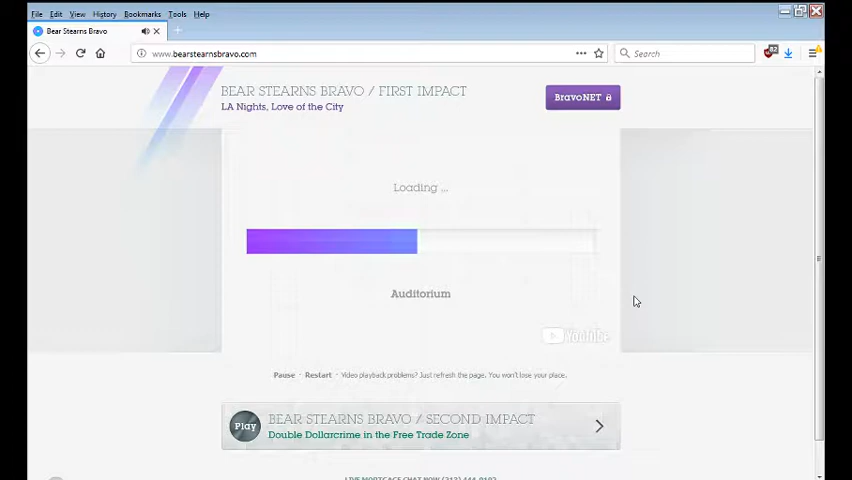 File Edit View History Bookmarks Tools Help
Bear Stearns Bravo
www.bearstearnsbravo.com
Search
82
BEAR STEARNS BRAVO / FIRST IMPACT
LA Nights, Love of the City
BravoNET
Loading ...
Auditorium
YouTube
Pause - Restart - Video playback problems? Just refresh the page. You won't lose your place.
Play
BEAR STEARNS BRAVO / SECOND IMPACT
Double Dollarcrime in the Free Trade Zone
LIVE MORTGAGE CHAT NOW